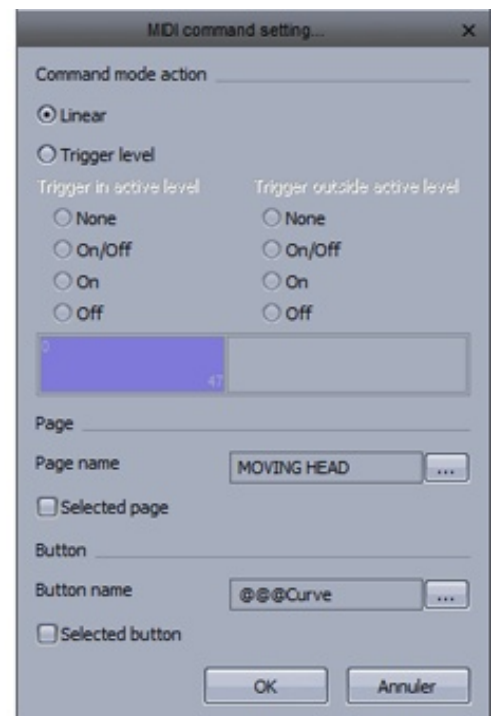 MIDI command setting... ×
Command mode action
Linear
Trigger level
Trigger in active level Trigger outside active level
None None
On/Off On/Off
On On
Off Off
0
47
Page
Page name MOVING HEAD ...
Selected page
Button
Button name @@@Curve ...
Selected button
OK Annuler